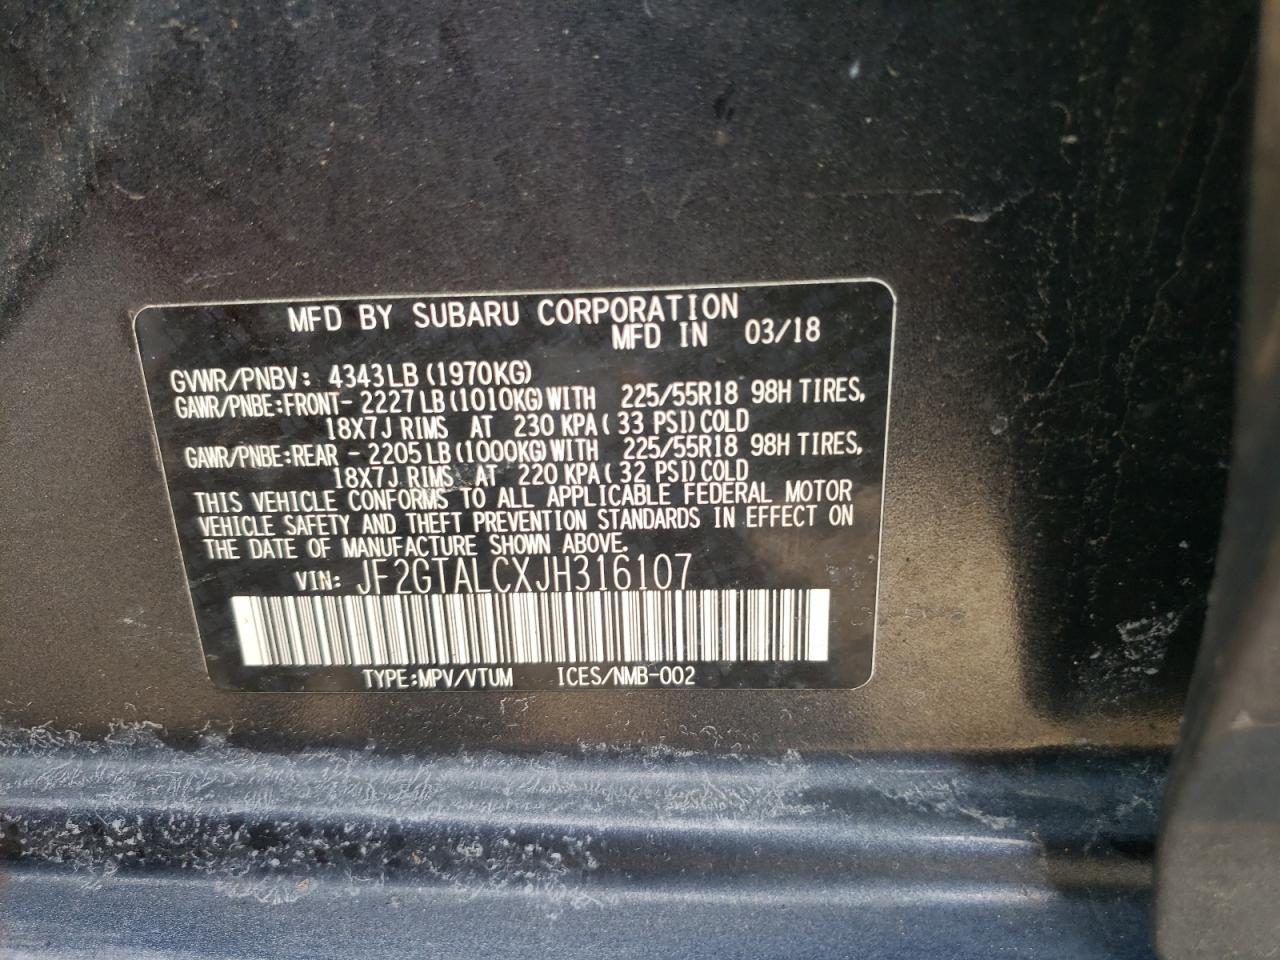 MFD BY SUBARU CORPORATION
MFD IN 03/18
GVWR/PNBV: 4343LB (1970KG)
GAWR/PNBE:FRONT- 2227LB (1010KG)WITH 225/55R18 98H TIRES,
18X7J RIMS AT 230 KPA ( 33 PSI)COLD
GAWR/PNBE:REAR - 2205LB (1000KG)WITH 225/55R18 98H TIRES,
18X7J RIMS AT 220 KPA ( 32 PSI)COLD
THIS VEHICLE CONFORMS TO ALL APPLICABLE FEDERAL MOTOR
VEHICLE SAFETY AND THEFT PREVENTION STANDARDS IN EFFECT ON
THE DATE OF MANUFACTURE SHOWN ABOVE.
VIN: JF2GTALCXJH316107
TYPE:MPV/VTUM ICES/NMB-002